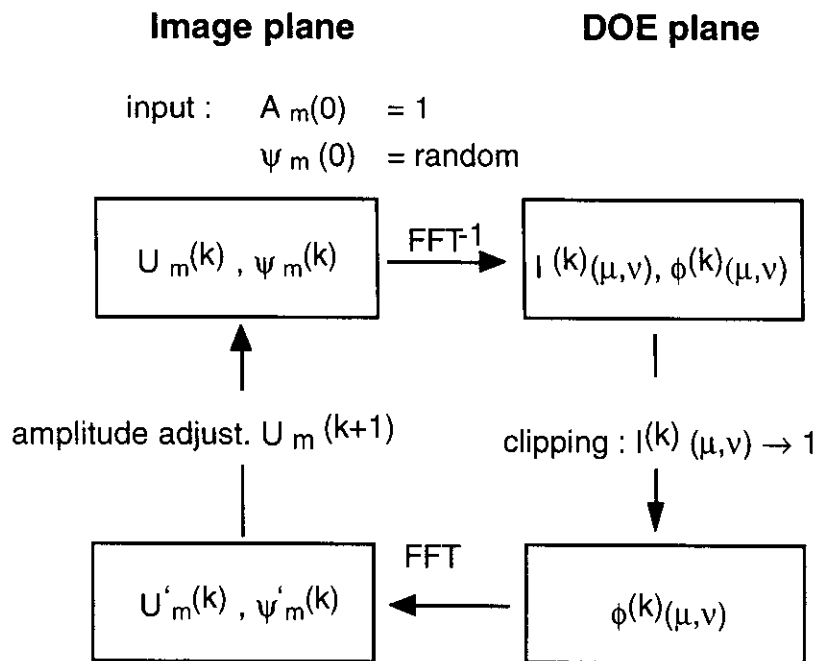 Image plane
DOE plane
input : A m(0) = 1
ψ m (0) = random
U m(k) , ψ m(k)
FFT-1
I (k)(μ,ν), ϕ(k)(μ,ν)
amplitude adjust. U m (k+1)
clipping : I(k) (μ,ν) → 1
U'm(k) , ψ'm(k)
FFT
ϕ(k)(μ,ν)